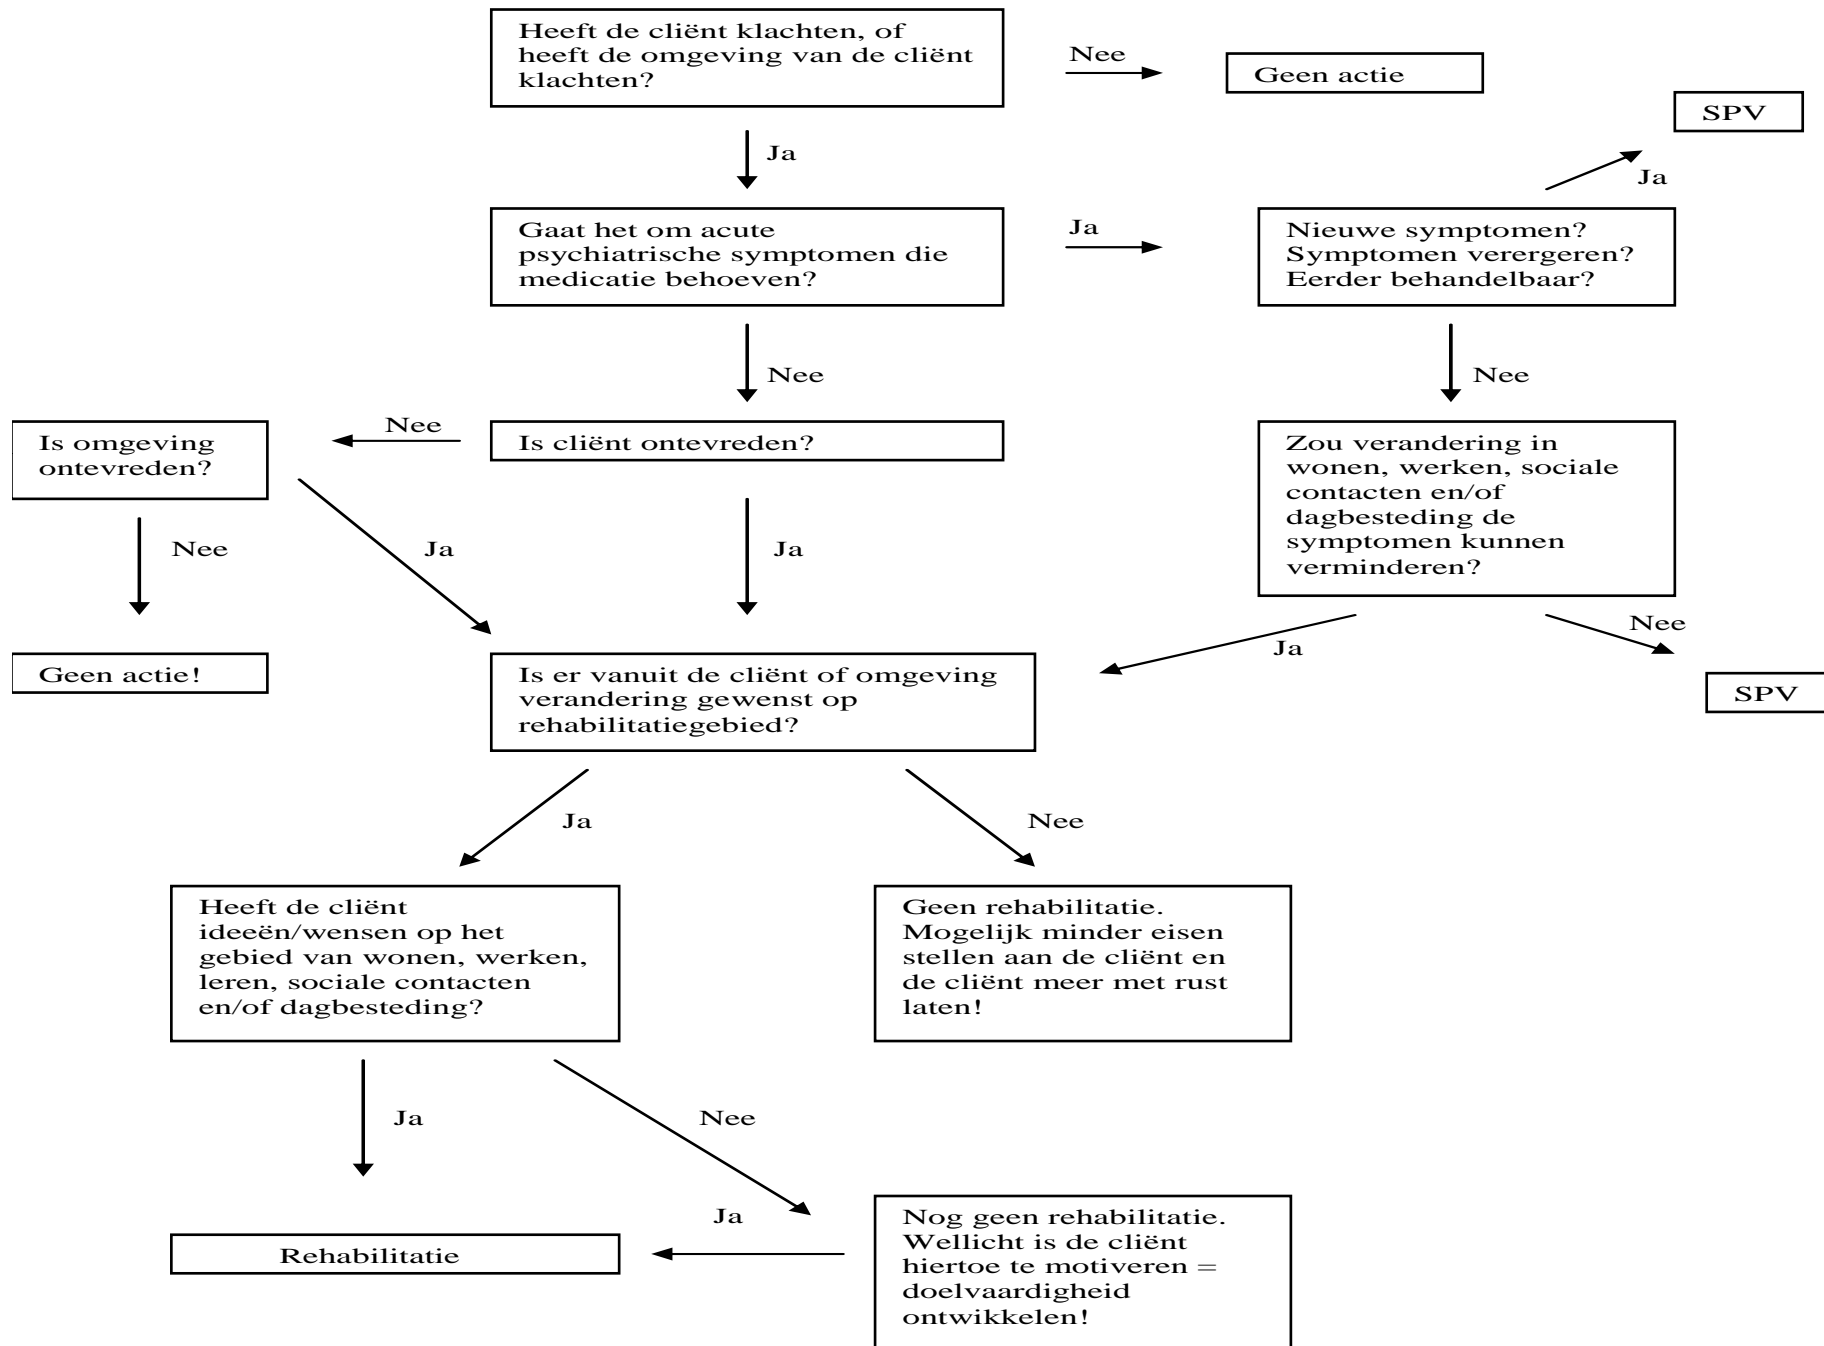 Heeft de cliënt klachten, of
heeft de omgeving van de cliënt
klachten?
Nee
Geen actie
SPV
Ja
Ja
Gaat het om acute
psychiatrische symptomen die
medicatie behoeven?
Ja
Nieuwe symptomen?
Symptomen verergeren?
Eerder behandelbaar?
Nee
Nee
Is omgeving
ontevreden?
Nee
Is cliënt ontevreden?
Zou verandering in
wonen, werken, sociale
contacten en/of
dagbesteding de
symptomen kunnen
verminderen?
Nee
Ja
Ja
Ja
Nee
Geen actie!
Is er vanuit de cliënt of omgeving
verandering gewenst op
rehabilitatiegebied?
SPV
Ja
Nee
Heeft de cliënt
ideeën/wensen op het
gebied van wonen, werken,
leren, sociale contacten
en/of dagbesteding?
Geen rehabilitatie.
Mogelijk minder eisen
stellen aan de cliënt en
de cliënt meer met rust
laten!
Ja
Nee
Rehabilitatie
Ja
Nog geen rehabilitatie.
Wellicht is de cliënt
hiertoe te motiveren =
doelvaardigheid
ontwikkelen!